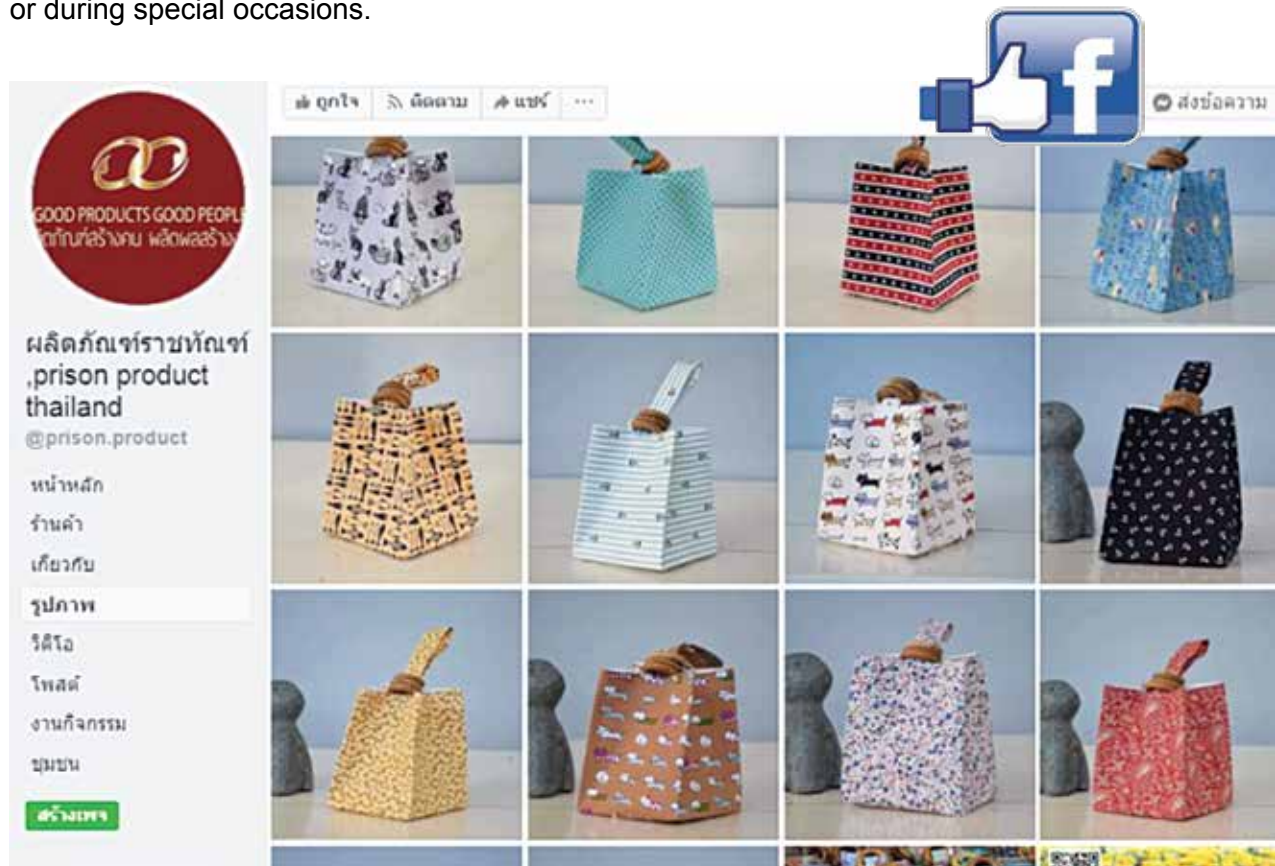 or during special occasions.
f
ถูกใจ
ติดตาม
แชร์
ส่งข้อความ
GOOD PRODUCTS GOOD PEOPL
ผลิตภัณฑ์ราชทัณฑ์
,prison product
thailand
@prison.product
หน้าหลัก
ร้านค้า
เกี่ยวกับ
รูปภาพ
วิดีโอ
โพสต์
งานกิจกรรม
ชุมชน
สร้างเพจ